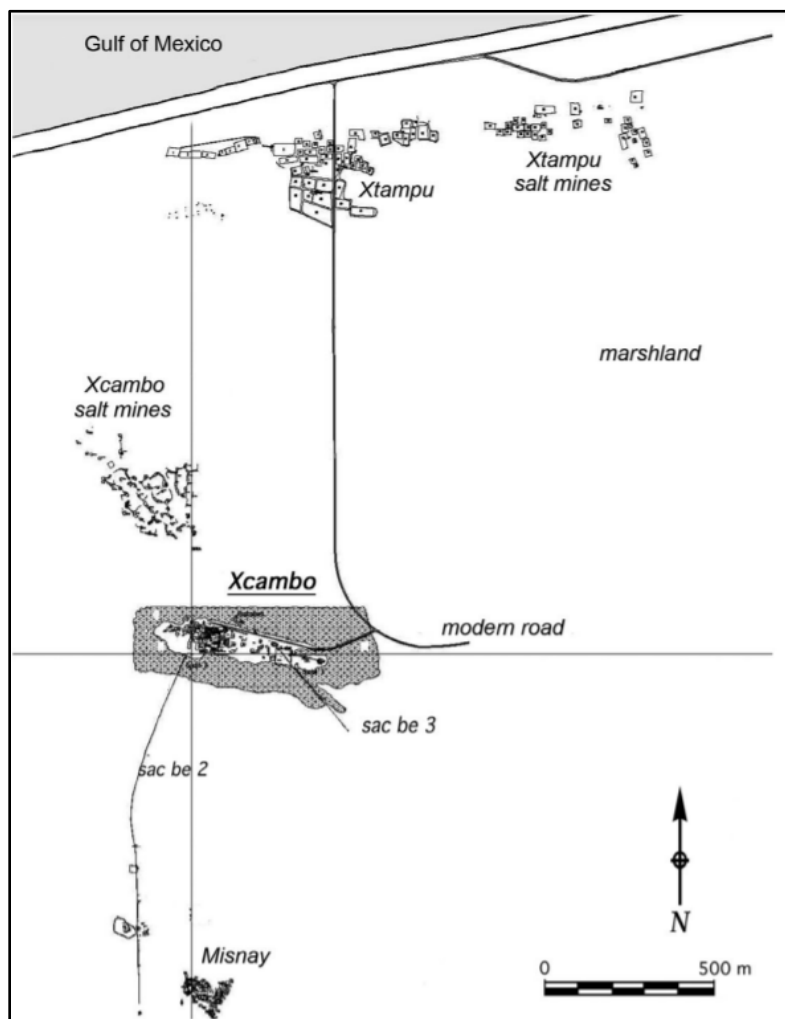 Gulf of Mexico
Xtampu
Xtampu
salt mines
marshland
Xcambo
salt mines
Xcambo
modern road
sac be 3
sac be 2
Misnay
N
0 500 m